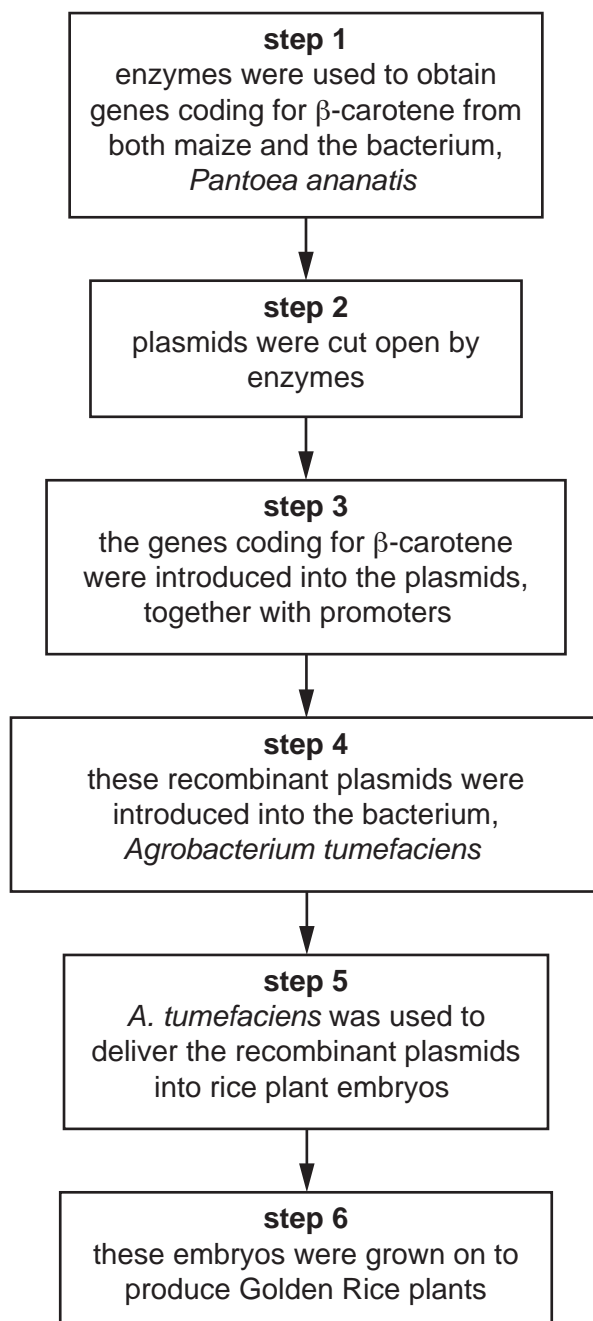 step 1
enzymes were used to obtain
genes coding for β-carotene from
both maize and the bacterium,
Pantoea ananatis
step 2
plasmids were cut open by
enzymes
step 3
the genes coding for β-carotene
were introduced into the plasmids,
together with promoters
step 4
these recombinant plasmids were
introduced into the bacterium,
Agrobacterium tumefaciens
step 5
A. tumefaciens was used to
deliver the recombinant plasmids
into rice plant embryos
step 6
these embryos were grown on to
produce Golden Rice plants